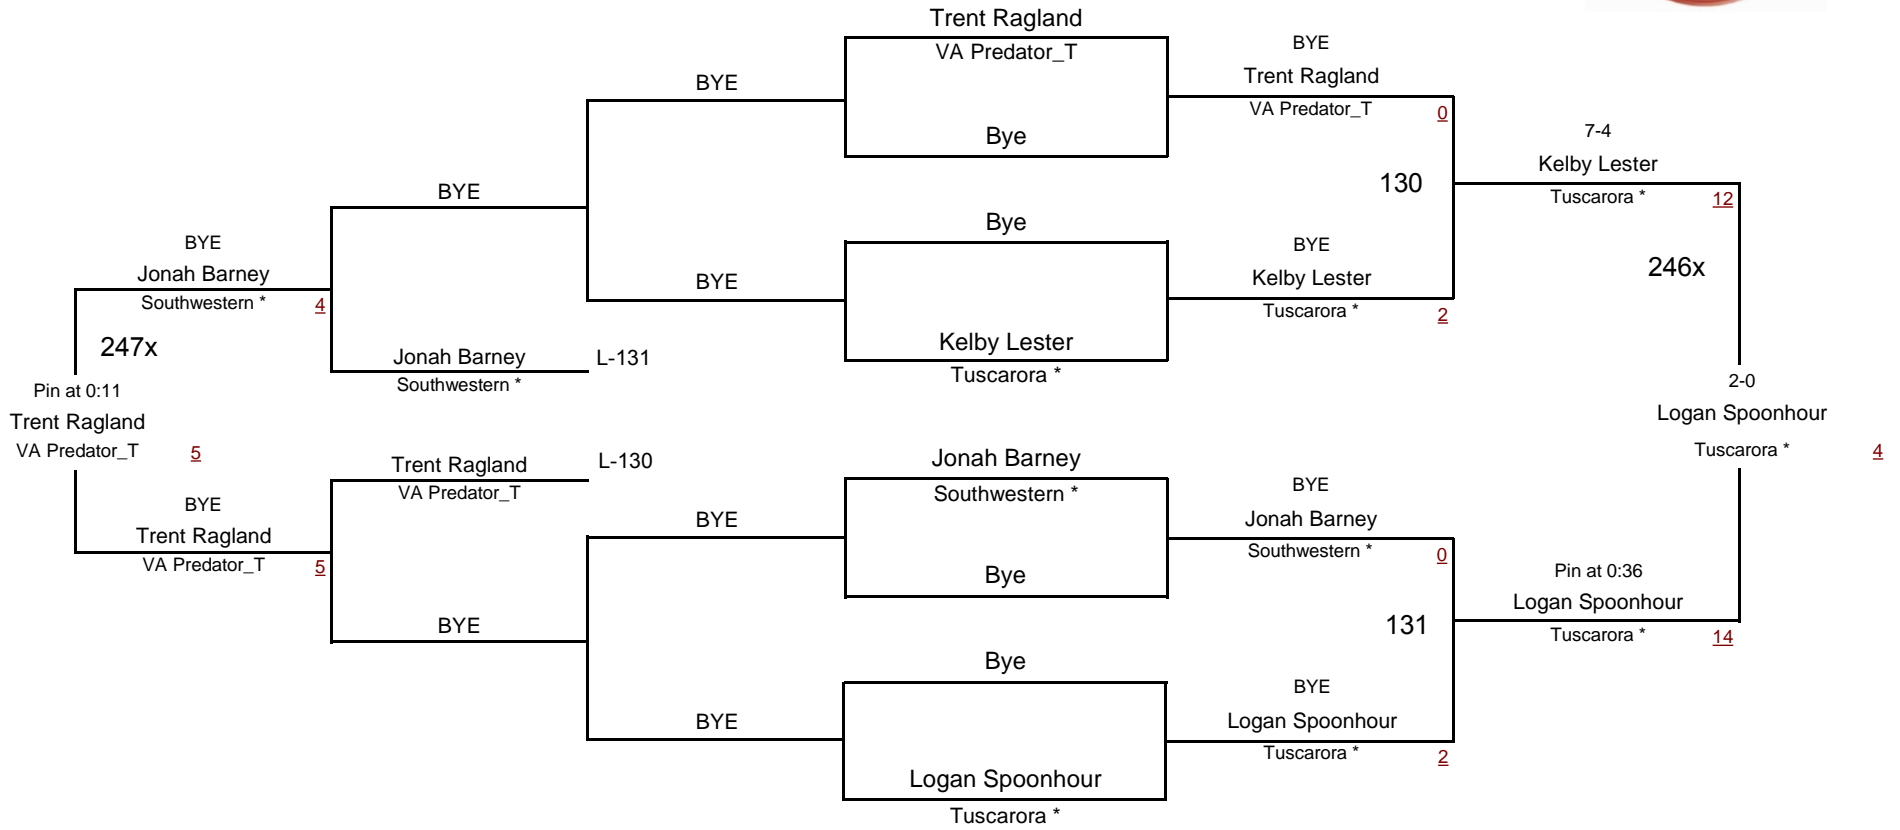 Trent Ragland
VA Predator_T
BYE
Trent Ragland
VA Predator_T
0
BYE
Bye
7-4
Kelby Lester
Tuscarora *
12
130
BYE
Bye
BYE
Kelby Lester
Tuscarora *
2
246x
BYE
Jonah Barney
Southwestern *
4
BYE
Kelby Lester
Tuscarora *
247x
Jonah Barney
Southwestern *
L-131
Pin at 0:11
Trent Ragland
VA Predator_T
5
2-0
Logan Spoonhour
Tuscarora *
4
Trent Ragland
VA Predator_T
L-130
Jonah Barney
Southwestern *
BYE
Jonah Barney
Southwestern *
0
BYE
Trent Ragland
VA Predator_T
5
BYE
Bye
Pin at 0:36
Logan Spoonhour
Tuscarora *
14
131
BYE
Bye
BYE
Logan Spoonhour
Tuscarora *
2
BYE
Logan Spoonhour
Tuscarora *